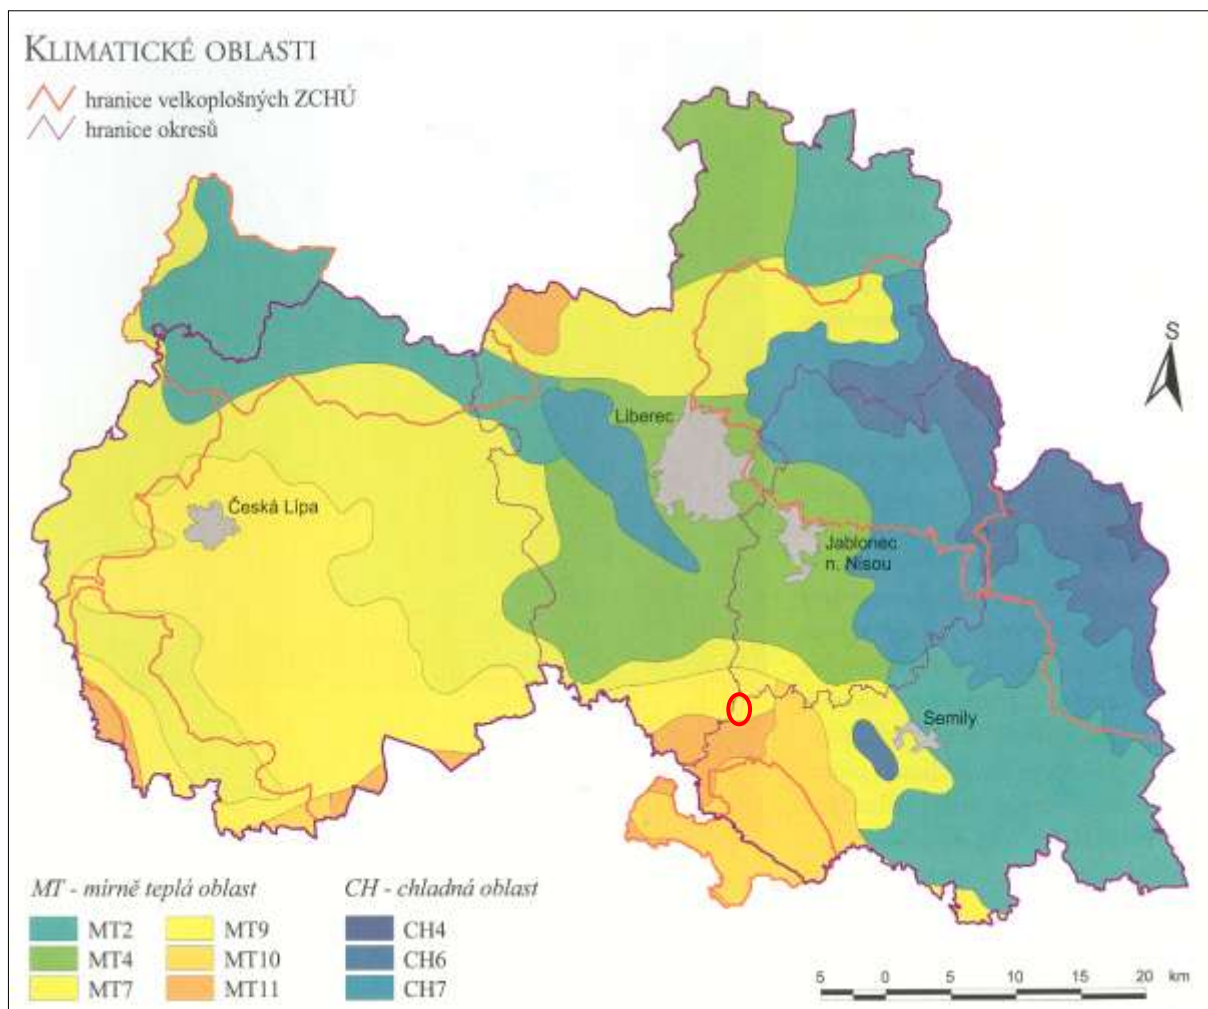 KLIMATICKÉ OBLASTI
hranice velkoplošných ZCHÚ
hranice okresů
S
Liberec
Česká Lípa
Jablonec
n. Nisou
Semily
MT - mírně teplá oblast
MT2
MT4
MT7
MT9
MT10
MT11
CH - chladná oblast
CH4
CH6
CH7
5 0 5 10 15 20 km